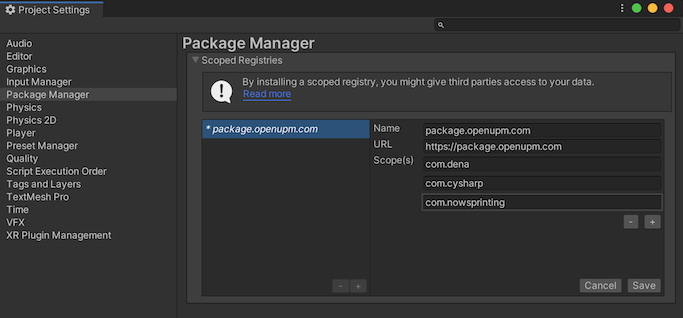 Project Settings
Audio
Editor
Graphics
Input Manager
Package Manager
Physics
Physics 2D
Player
Preset Manager
Quality
Script Execution Order
Tags and Layers
TextMesh Pro
Time
VFX
XR Plugin Management
Package Manager
Scoped Registries
By installing a scoped registry, you might give third parties access to your data.
Read more
* package.openupm.com
Name package.openupm.com
URL https://package.openupm.com
Scope(s) com.dena
com.cysharp
com.nowsprinting
- +
- +
Cancel Save